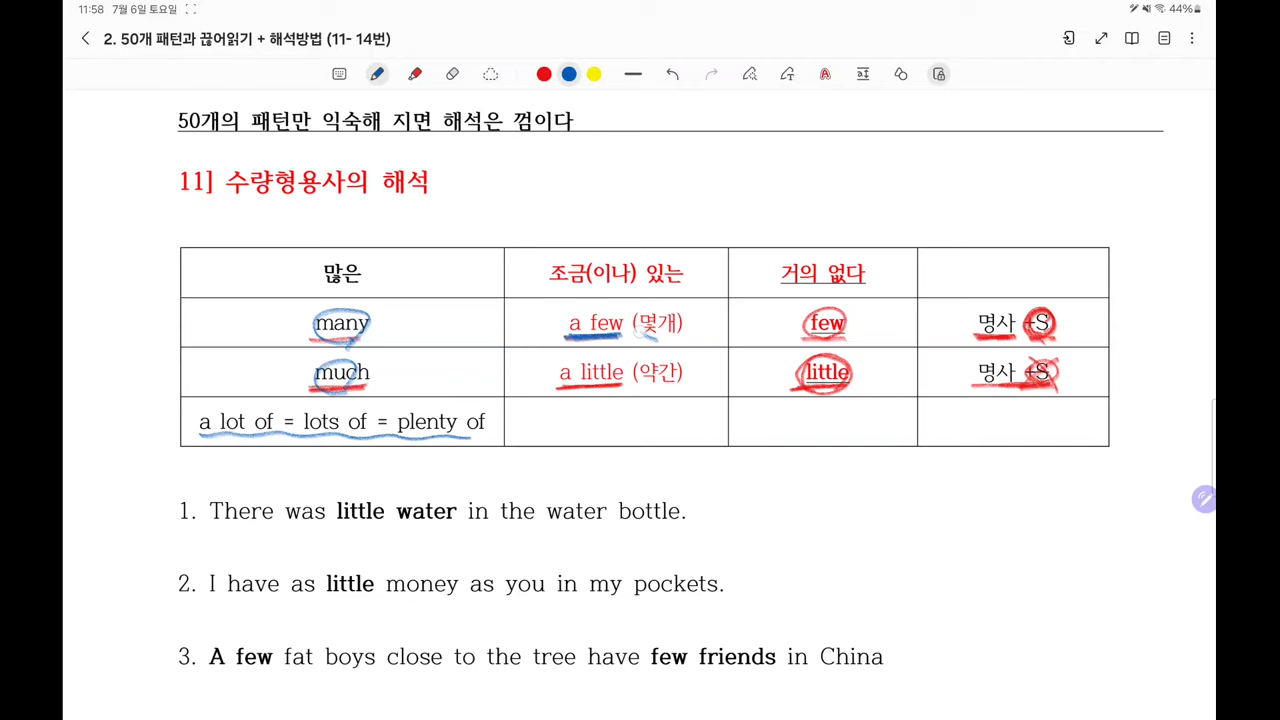 11:58 7월 6일 토요일 44%
2. 50개 패턴과 끊어읽기 + 해석방법 (11- 14번)
50개의 패턴만 익숙해 지면 해석은 껌이다
11] 수량형용사의 해석
많은 조금(이나) 있는 거의 없다
many a few (몇개) few 명사 +S
much a little (약간) little 명사 +S
a lot of = lots of = plenty of
1. There was little water in the water bottle.
2. I have as little money as you in my pockets.
3. A few fat boys close to the tree have few friends in China